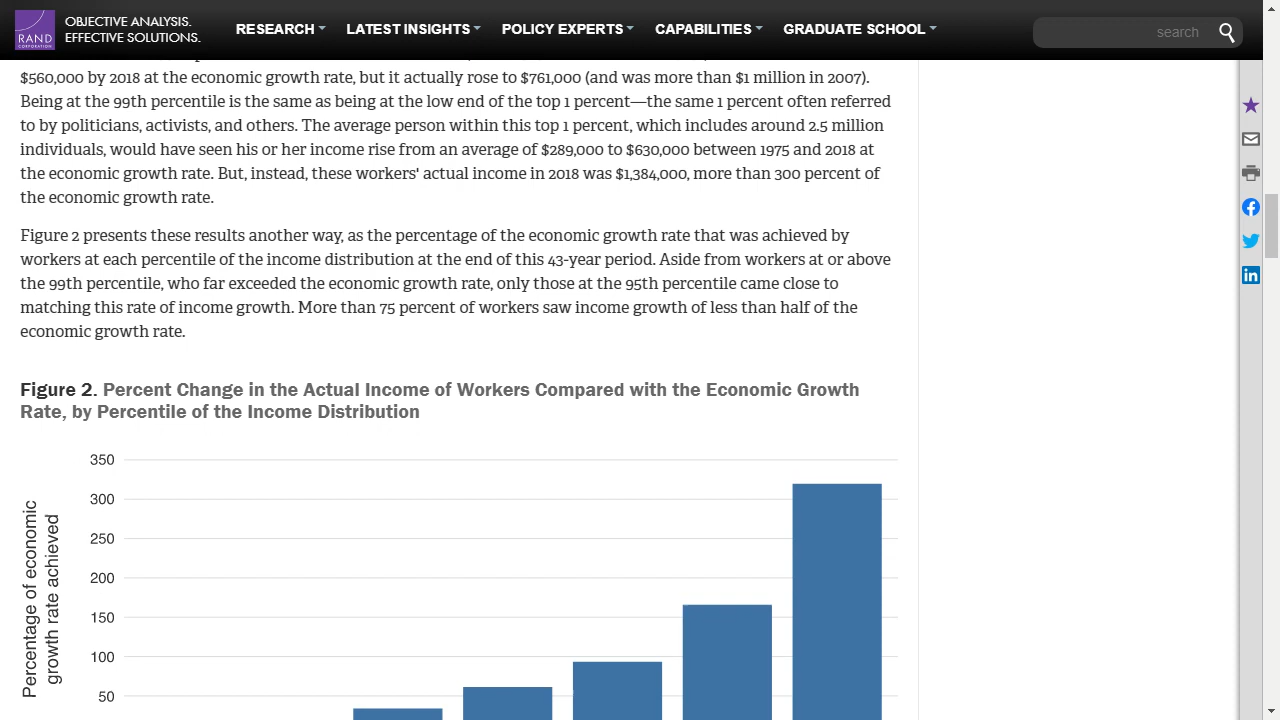 RAND
CORPORATION
OBJECTIVE ANALYSIS.
EFFECTIVE SOLUTIONS.
RESEARCH
LATEST INSIGHTS
POLICY EXPERTS
CAPABILITIES
GRADUATE SCHOOL
search
$560,000 by 2018 at the economic growth rate, but it actually rose to $761,000 (and was more than $1 million in 2007).
Being at the 99th percentile is the same as being at the low end of the top 1 percent—the same 1 percent often referred
to by politicians, activists, and others. The average person within this top 1 percent, which includes around 2.5 million
individuals, would have seen his or her income rise from an average of $289,000 to $630,000 between 1975 and 2018 at
the economic growth rate. But, instead, these workers' actual income in 2018 was $1,384,000, more than 300 percent of
the economic growth rate.
Figure 2 presents these results another way, as the percentage of the economic growth rate that was achieved by
workers at each percentile of the income distribution at the end of this 43-year period. Aside from workers at or above
the 99th percentile, who far exceeded the economic growth rate, only those at the 95th percentile came close to
matching this rate of income growth. More than 75 percent of workers saw income growth of less than half of the
economic growth rate.
Figure 2. Percent Change in the Actual Income of Workers Compared with the Economic Growth
Rate, by Percentile of the Income Distribution
Percentage of economic
growth rate achieved
350
300
250
200
150
100
50